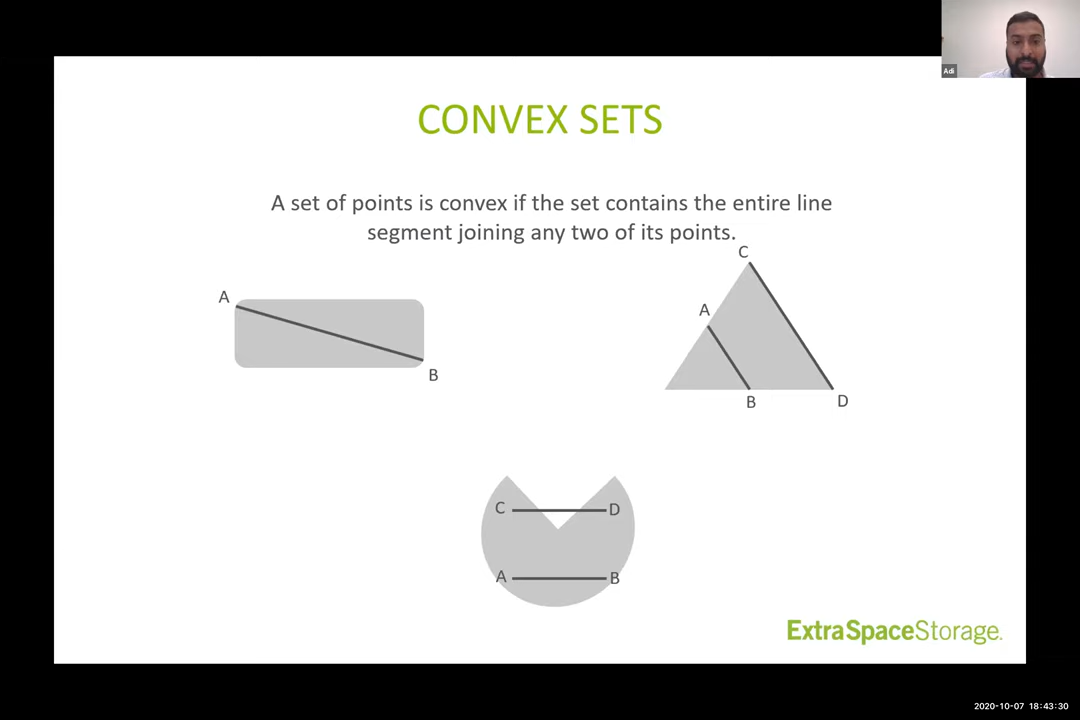 Adi
CONVEX SETS
A set of points is convex if the set contains the entire line
segment joining any two of its points.
A
B
C
A
B
D
C
D
A
B
ExtraSpaceStorage.
2020-10-07 18:43:30